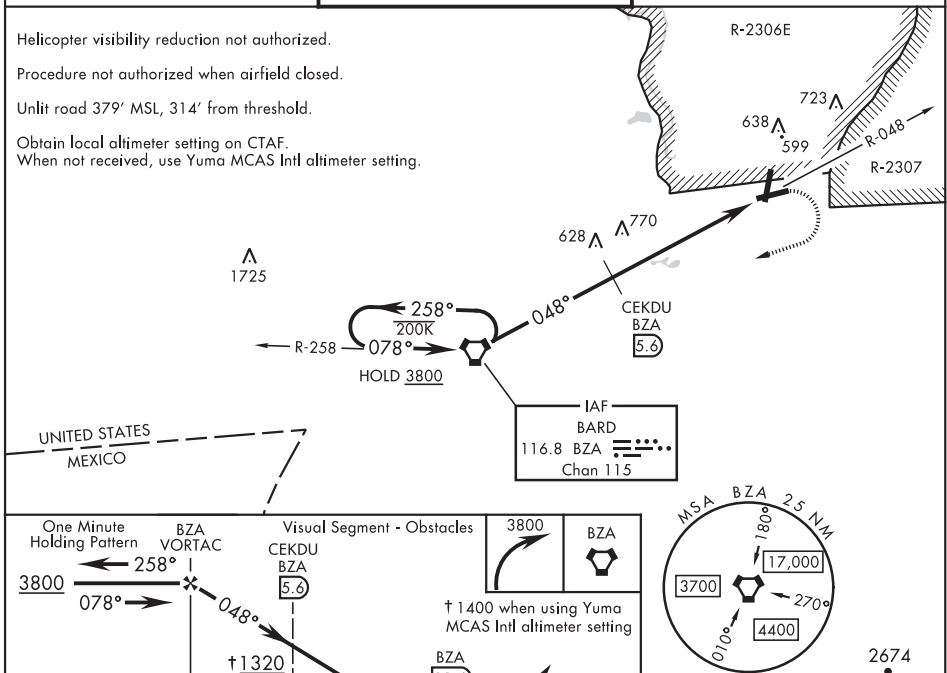 Helicopter visibility reduction not authorized.
Procedure not authorized when airfield closed.
Unlit road 379' MSL, 314' from threshold.
Obtain local altimeter setting on CTAF.
When not received, use Yuma MCAS Intl altimeter setting.
R-2306E
723
638
599
R-048
R-2307
628
770
1725
048°
CEKDU
BZA
5.6
258°
200K
R-258
078°
HOLD 3800
IAF
BARD
116.8 BZA
Chan 115
UNITED STATES
MEXICO
One Minute
Holding Pattern
BZA
VORTAC
Visual Segment - Obstacles
CEKDU
BZA
5.6
3800
BZA
258°
3800
078°
048°
† 1400 when using Yuma
MCAS Intl altimeter setting
†1320
BZA
MSA BZA 25 NM
180°
17,000
3700
270°
4400
010°
2674